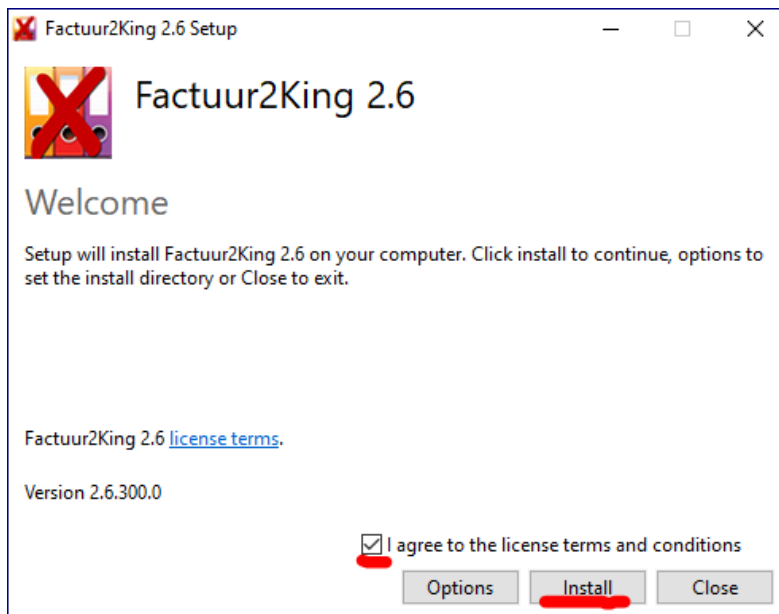 Factuur2King 2.6 Setup
Factuur2King 2.6
Welcome
Setup will install Factuur2King 2.6 on your computer. Click install to continue, options to
set the install directory or Close to exit.
Factuur2King 2.6 license terms.
Version 2.6.300.0
I agree to the license terms and conditions
Options Install Close